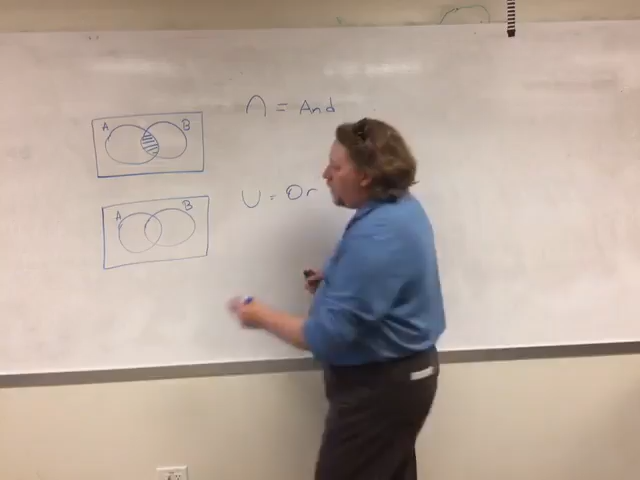 ∩ = And
A B
U = Or
A B